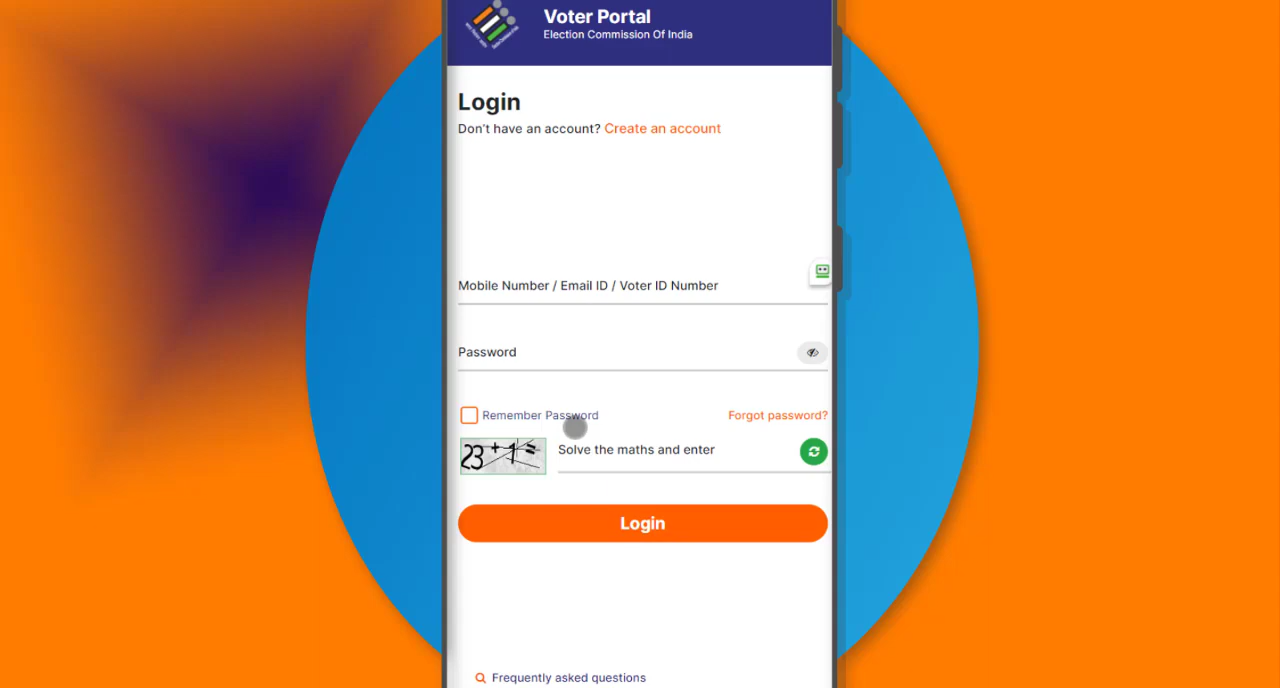 Voter Portal
Election Commission Of India
Login
Don't have an account? Create an account
Mobile Number / Email ID / Voter ID Number
Password
Remember Password
Forgot password?
23 + 1 =
Solve the maths and enter
Login
Frequently asked questions